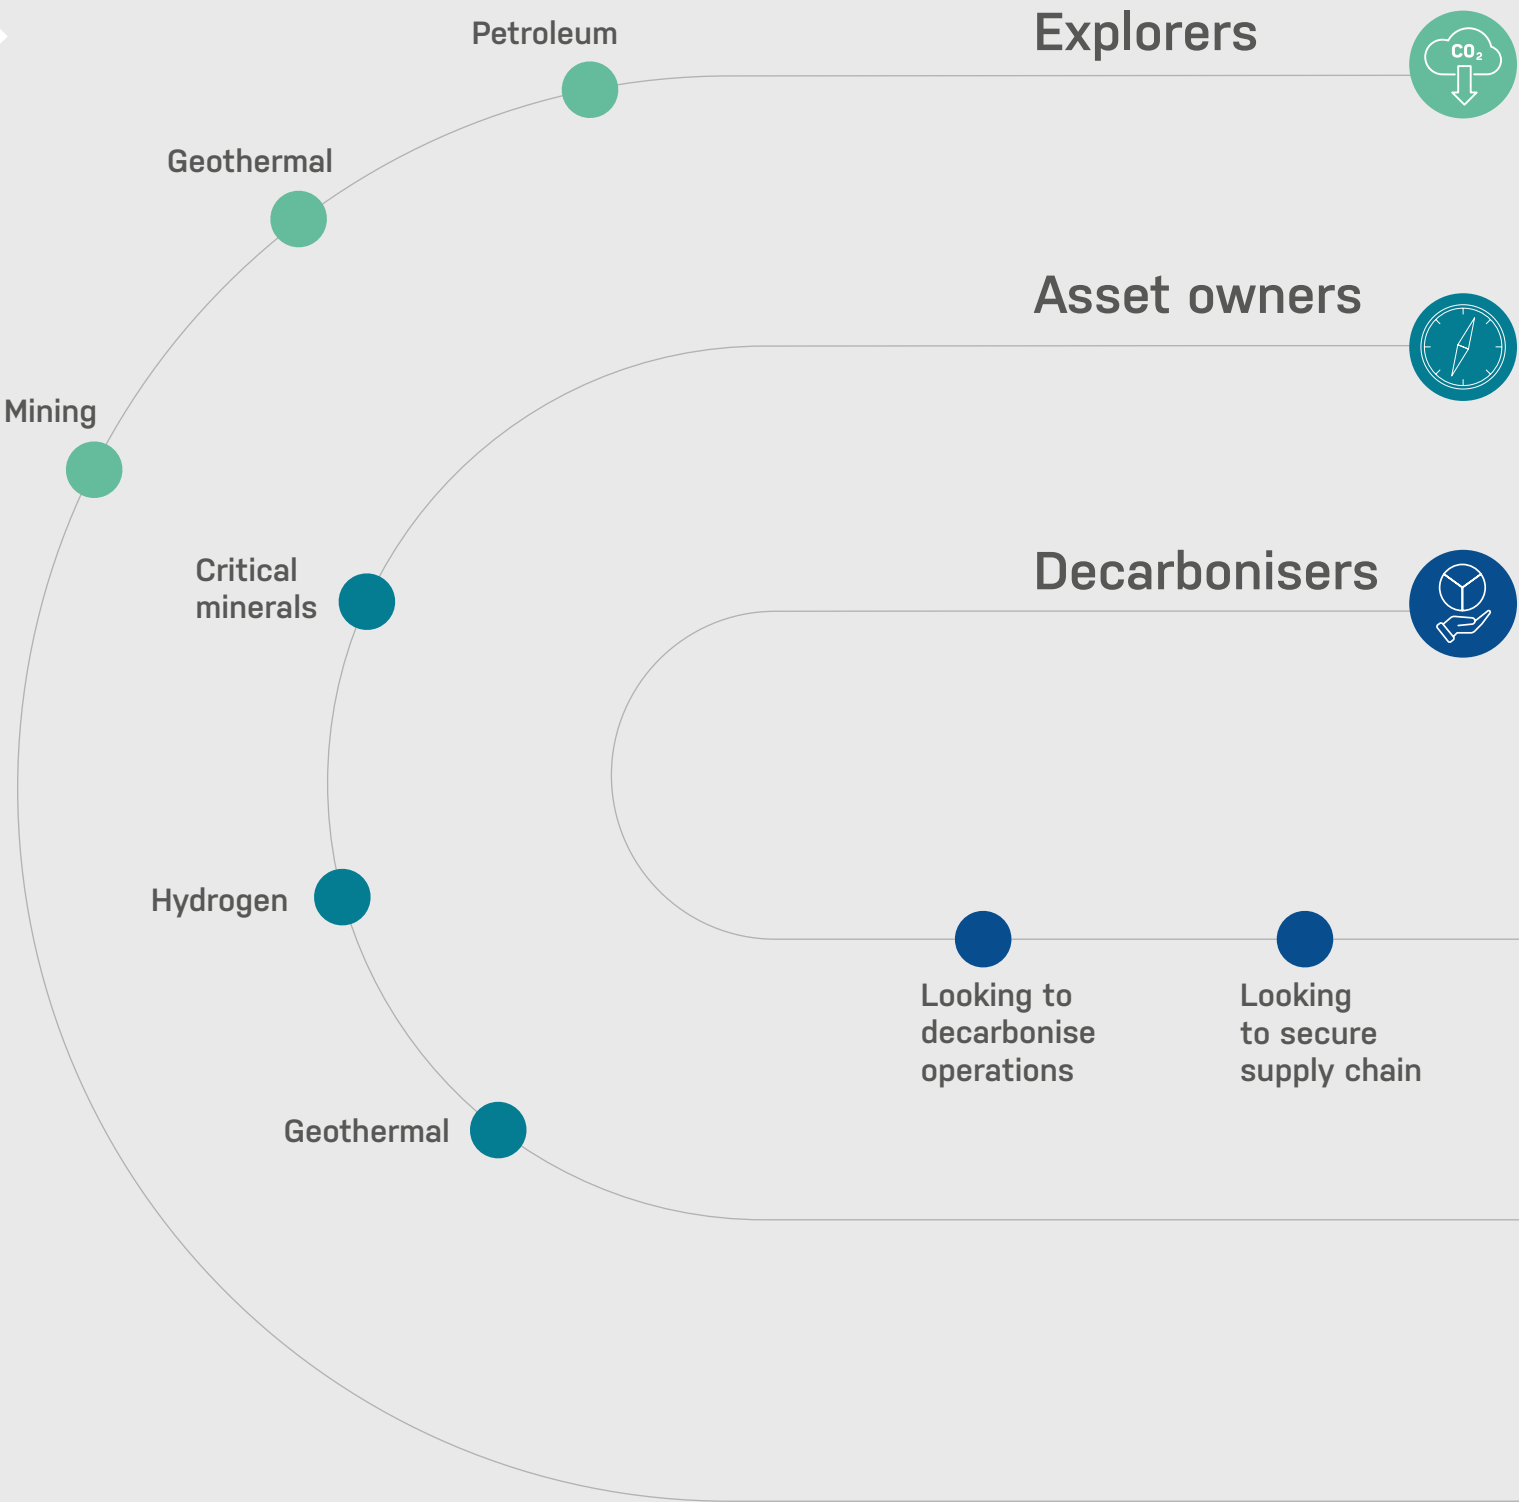 Petroleum
Explorers
CO₂
Geothermal
Asset owners
Mining
Critical
minerals
Decarbonisers
Hydrogen
Looking to
decarbonise
operations
Looking
to secure
supply chain
Geothermal